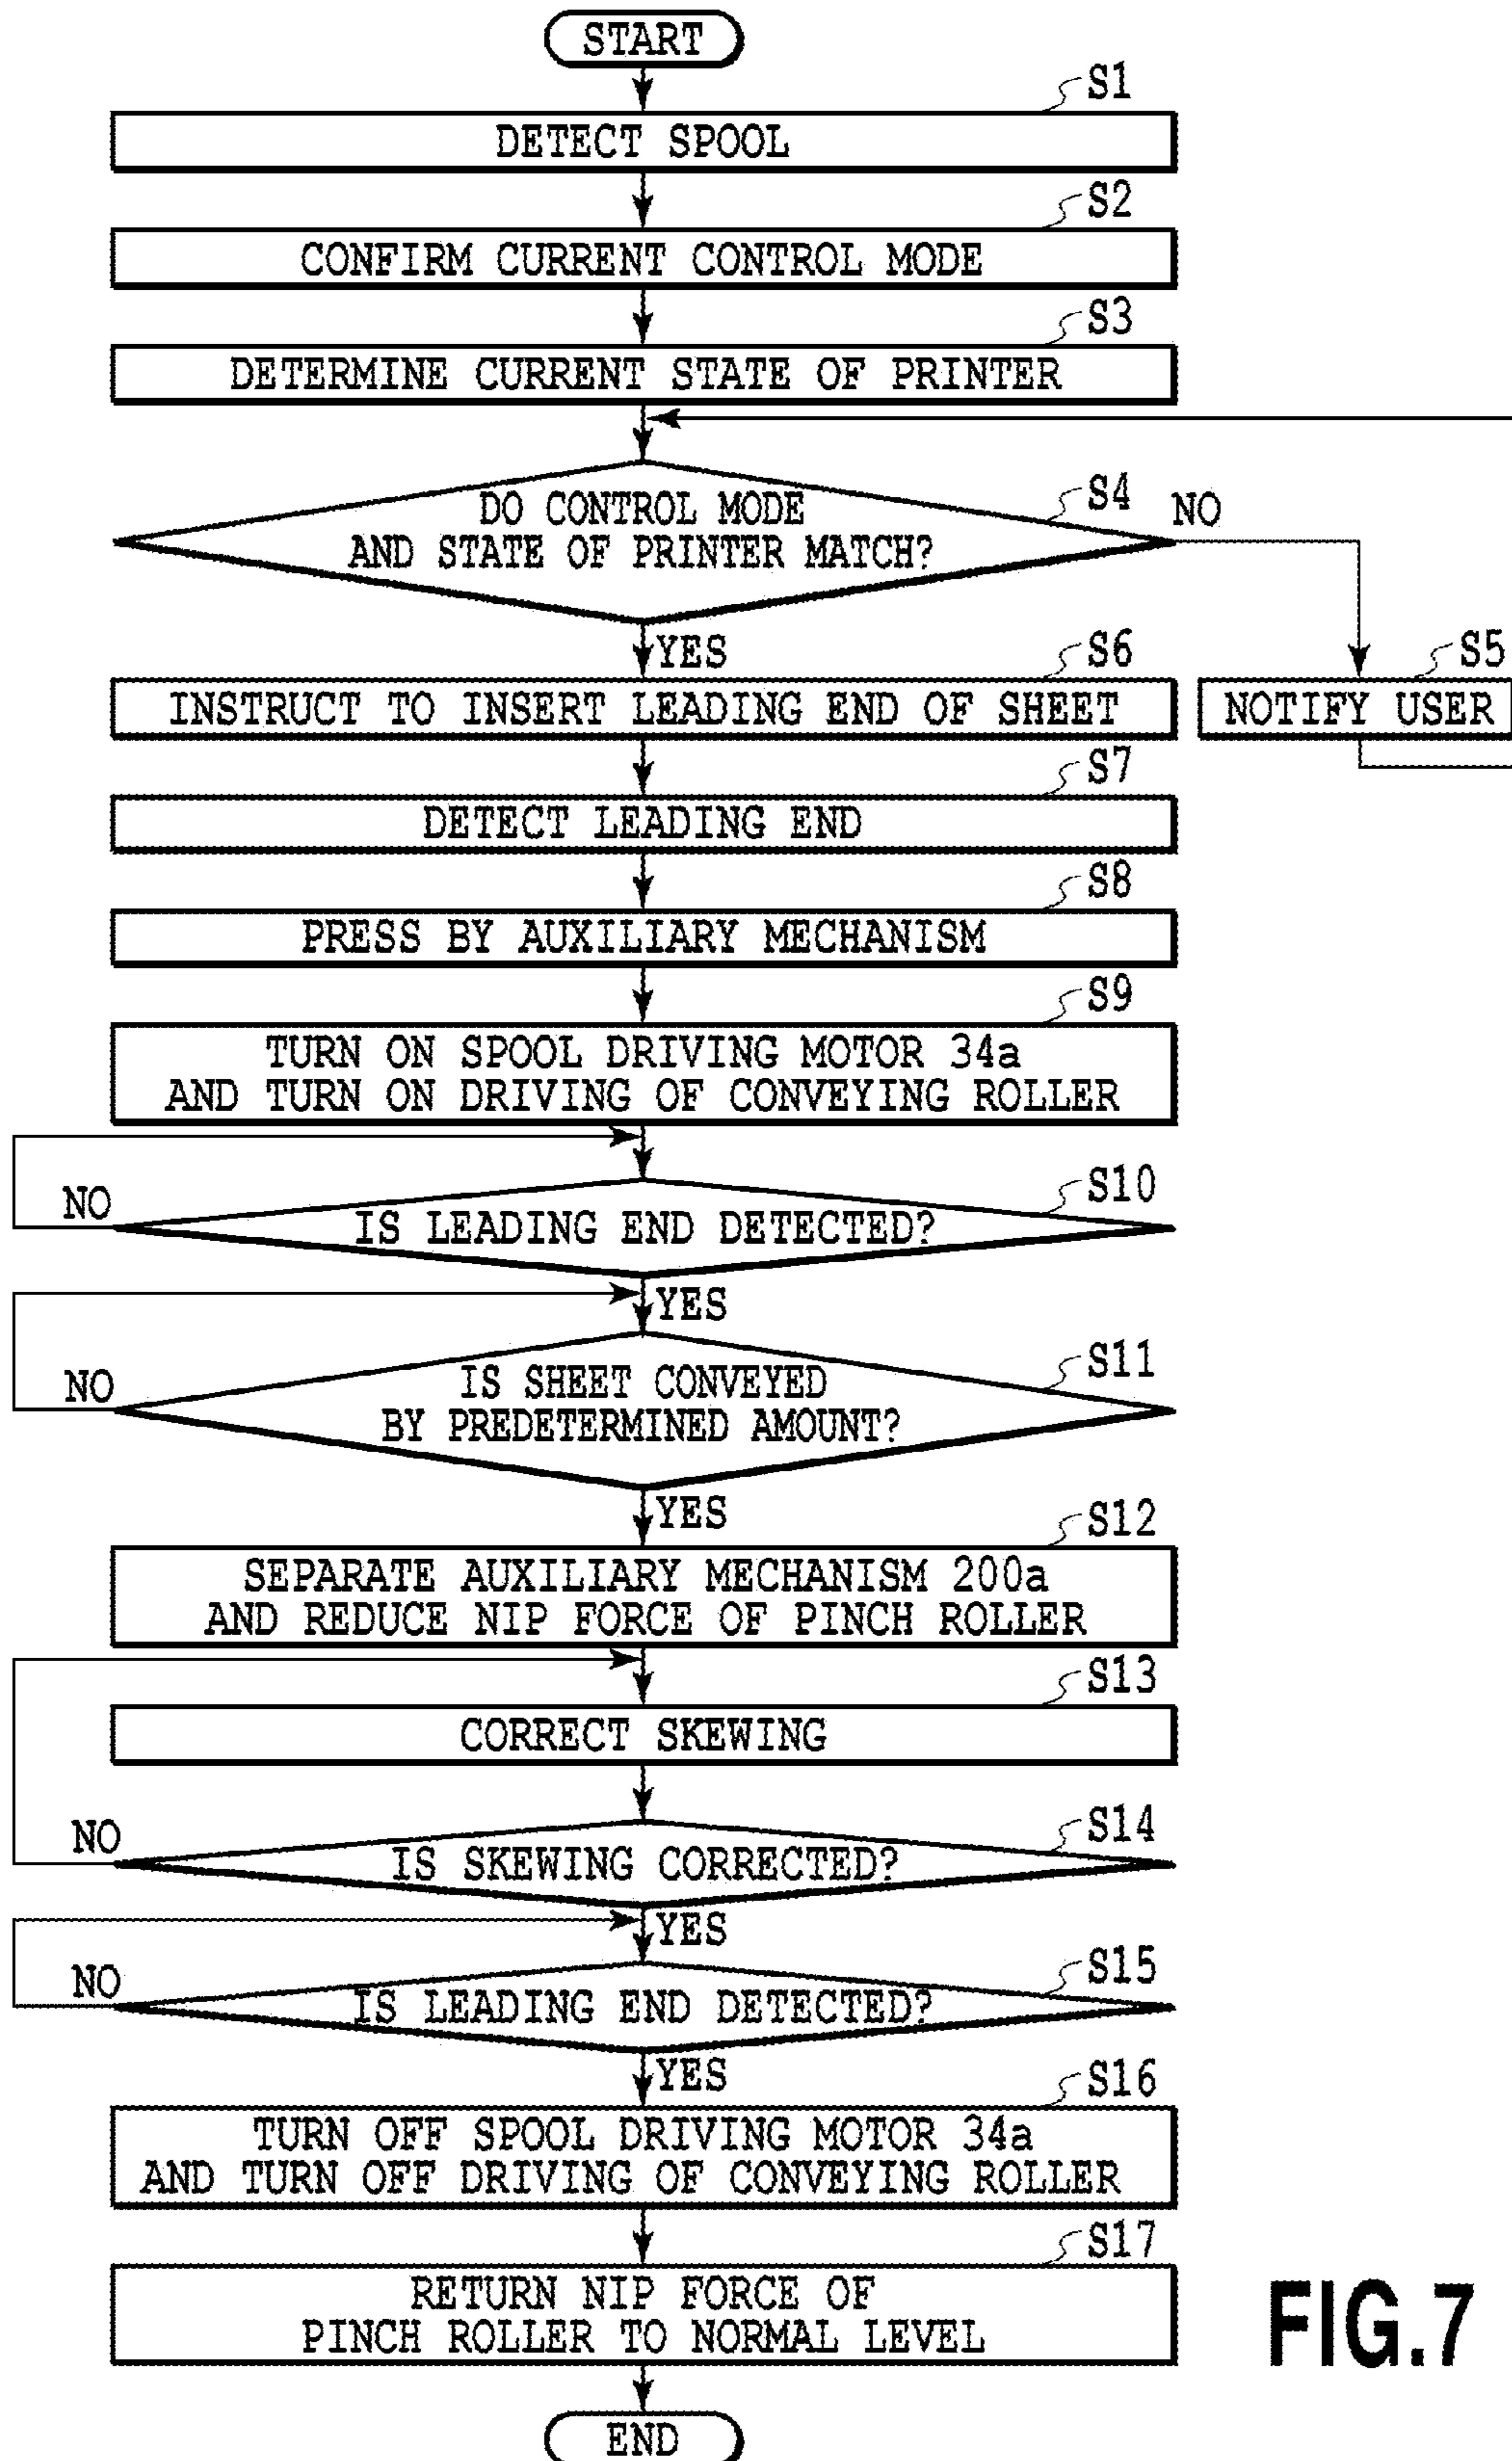 START
S1
DETECT SPOOL
S2
CONFIRM CURRENT CONTROL MODE
S3
DETERMINE CURRENT STATE OF PRINTER
S4
NO
DO CONTROL MODE
AND STATE OF PRINTER MATCH?
YES
S6
S5
INSTRUCT TO INSERT LEADING END OF SHEET
NOTIFY USER
S7
DETECT LEADING END
S8
PRESS BY AUXILIARY MECHANISM
S9
TURN ON SPOOL DRIVING MOTOR 34a
AND TURN ON DRIVING OF CONVEYING ROLLER
S10
NO
IS LEADING END DETECTED?
YES
S11
NO
IS SHEET CONVEYED
BY PREDETERMINED AMOUNT?
YES
S12
SEPARATE AUXILIARY MECHANISM 200a
AND REDUCE NIP FORCE OF PINCH ROLLER
S13
CORRECT SKEWING
S14
NO
IS SKEWING CORRECTED?
YES
S15
NO
IS LEADING END DETECTED?
YES
S16
TURN OFF SPOOL DRIVING MOTOR 34a
AND TURN OFF DRIVING OF CONVEYING ROLLER
S17
RETURN NIP FORCE OF
PINCH ROLLER TO NORMAL LEVEL
FIG.7
END